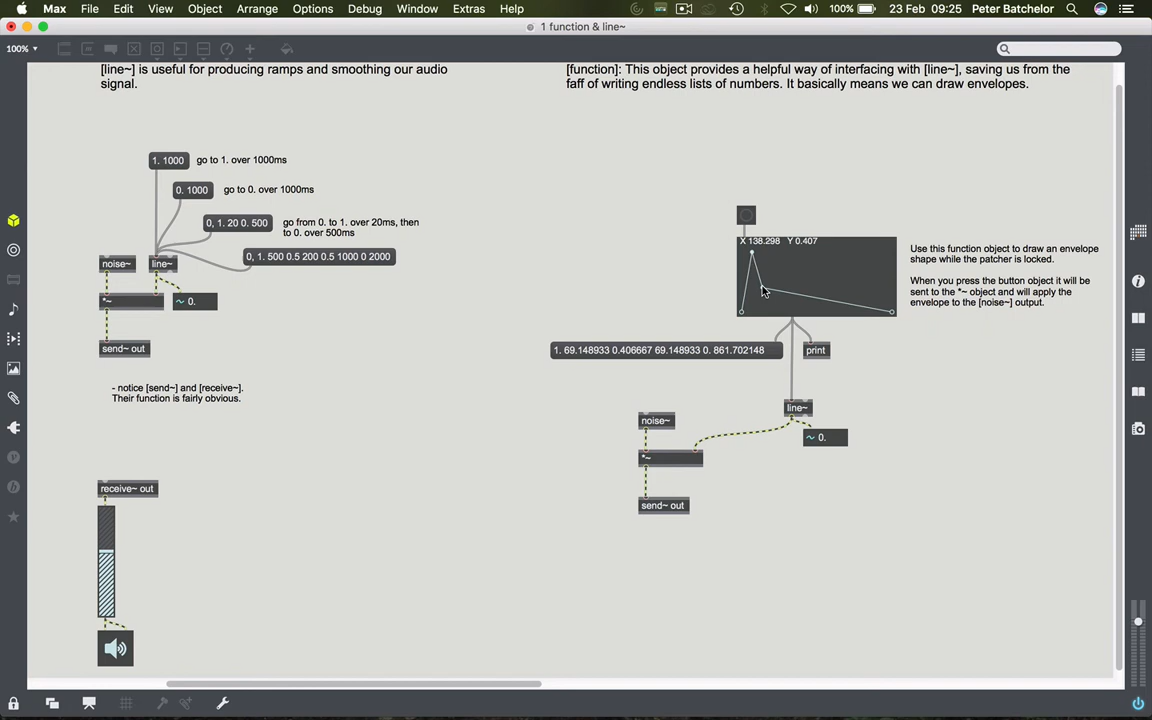 Max File Edit View Object Arrange Options Debug Window Extras Help 100% 23 Feb 09:25 Peter Batchelor
1 function & line~
100%
[line~] is useful for producing ramps and smoothing our audio
signal.
[function]: This object provides a helpful way of interfacing with [line~], saving us from the
faff of writing endless lists of numbers. It basically means we can draw envelopes.
1. 1000 go to 1. over 1000ms
0. 1000 go to 0. over 1000ms
0, 1. 20 0. 500 go from 0. to 1. over 20ms, then
to 0. over 500ms
0, 1. 500 0.5 200 0.5 1000 0 2000
noise~ line~
*~ ~ 0.
send~ out
- notice [send~] and [receive~].
Their function is fairly obvious.
receive~ out
X 138.298 Y 0.407
Use this function object to draw an envelope
shape while the patcher is locked.
When you press the button object it will be
sent to the *~ object and will apply the
envelope to the [noise~] output.
1. 69.148933 0.406667 69.148933 0. 861.702148 print
line~
noise~
~ 0.
*~
send~ out